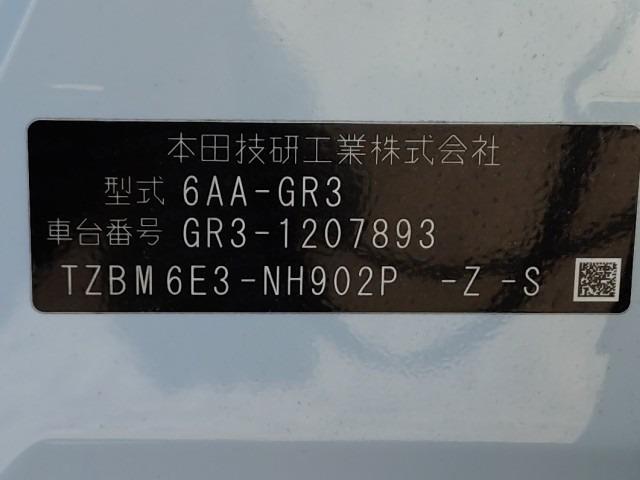 本田技研工業株式会社
型式 6AA-GR3
車台番号 GR3-1207893
TZBM6E3-NH902P -Z -S